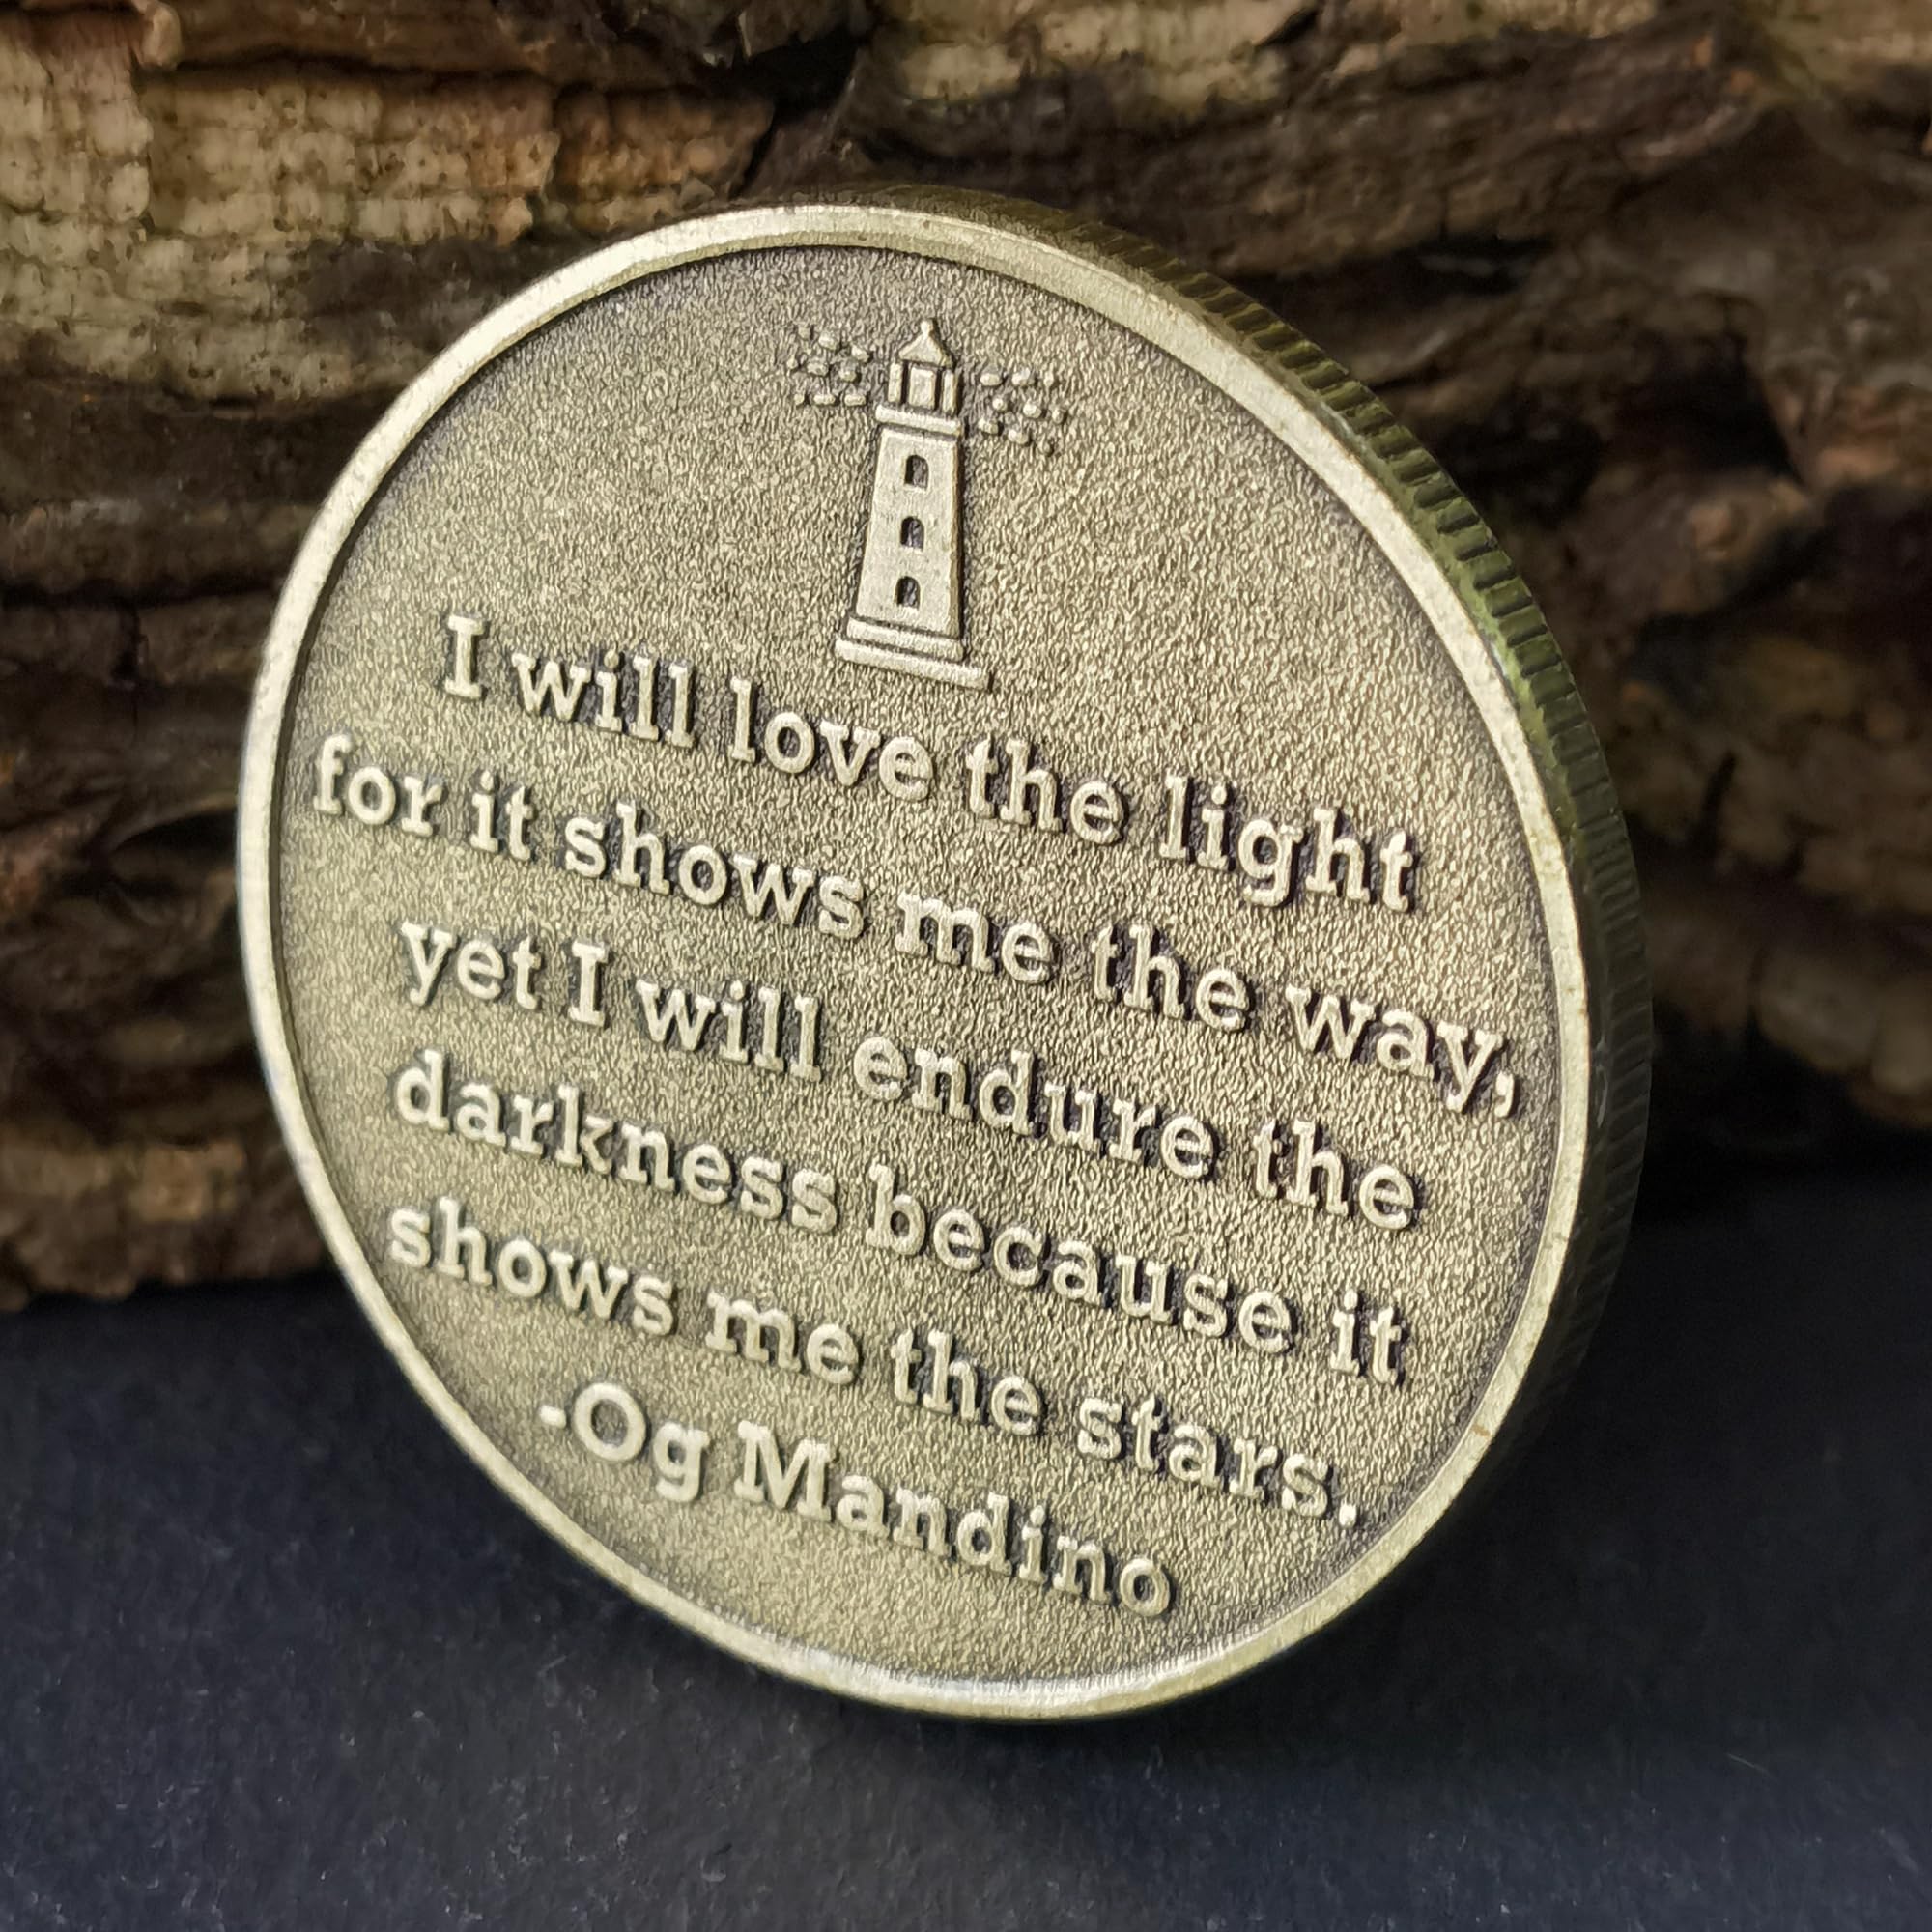 I will love the light
for it shows me the way,
yet I will endure the
darkness because it
shows me the stars.
-Og Mandino